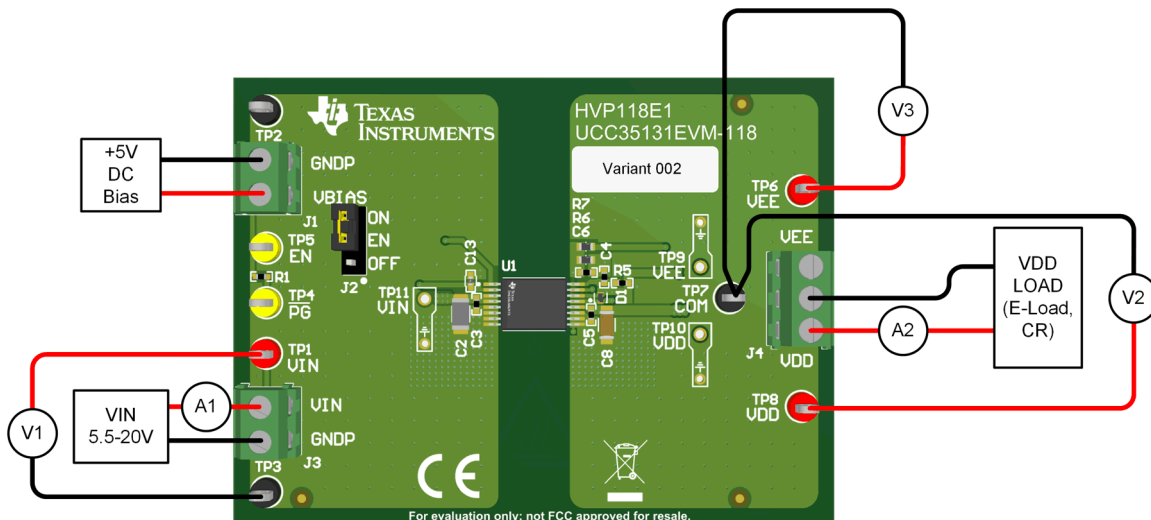 V3
TEXAS
INSTRUMENTS
HVP118E1
UCC35131EVM-118
Variant 002
+5V
DC
Bias
TP2
GNDP
VBIAS
J1
ON
EN
OFF
J2
TP5
EN
R1
TP4
PG
TP11
VIN
C13
C2
C3
U1
TEXAS
INSTRUMENTS
R7
R6
C6
C4
R5
D1
C5
C8
TP9
VEE
TP7
COM
TP10
VDD
TP6
VEE
VEE
J4
VDD
TP8
VDD
A2
VDD
LOAD
(E-Load,
CR)
V2
TP1
VIN
V1
VIN
5.5-20V
A1
VIN
GNDP
J3
TP3
CE
For evaluation only; not FCC approved for resale.